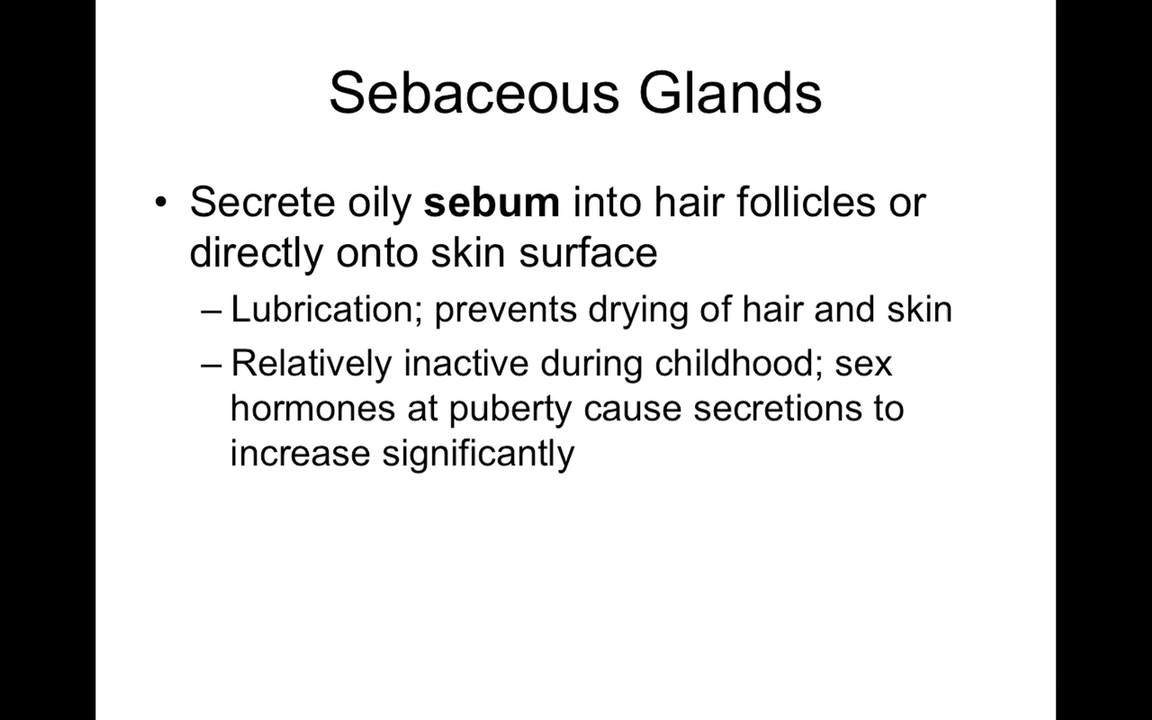 Sebaceous Glands
• Secrete oily sebum into hair follicles or
directly onto skin surface
– Lubrication; prevents drying of hair and skin
– Relatively inactive during childhood; sex
hormones at puberty cause secretions to
increase significantly